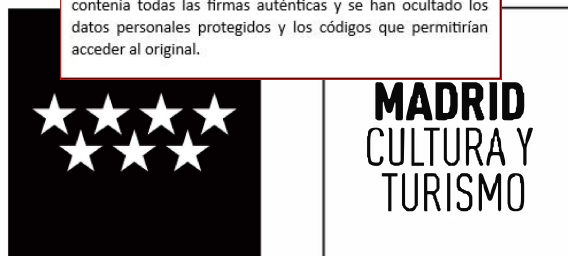 contenía todas las firmas auténticas y se han ocultado los
datos personales protegidos y los códigos que permitirían
acceder al original.
MADRID
CULTURA Y
TURISMO